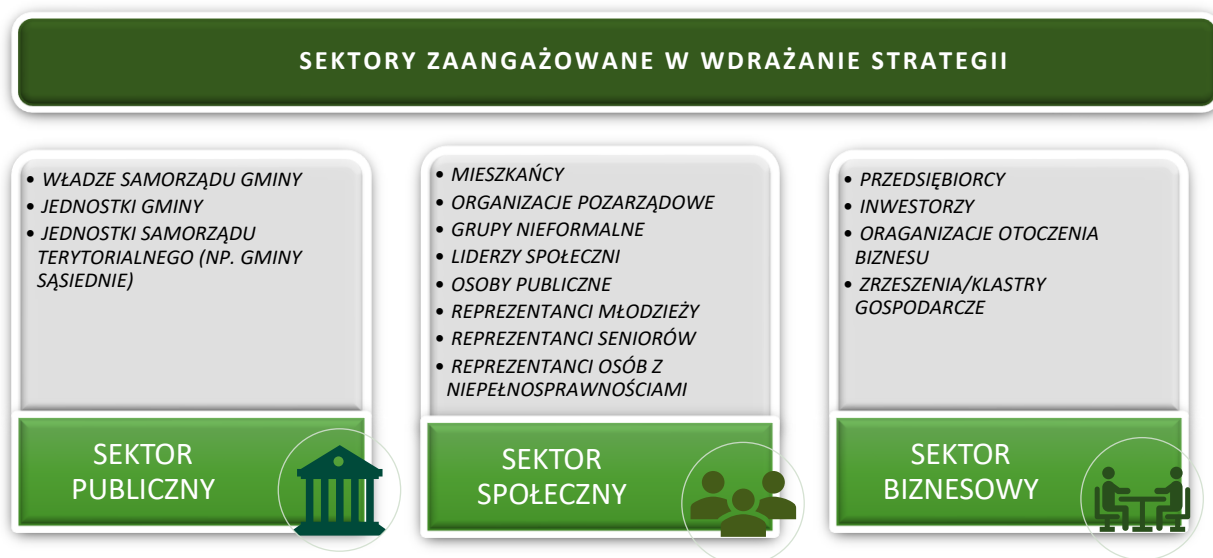 SEKTORY ZAANGAŻOWANE W WDRAŻANIE STRATEGII
• WŁADZE SAMORZĄDU GMINY
• JEDNOSTKI GMINY
• JEDNOSTKI SAMORZĄDU
TERYTORIALNEGO (NP. GMINY
SĄSIEDNIE)
SEKTOR
PUBLICZNY
• MIESZKAŃCY
• ORGANIZACJE POZARZĄDOWE
• GRUPY NIEFORMALNE
• LIDERZY SPOŁECZNI
• OSOBY PUBLICZNE
• REPREZENTANCI MŁODZIEŻY
• REPREZENTANCI SENIORÓW
• REPREZENTANCI OSÓB Z
NIEPEŁNOSPRAWNOŚCIAMI
SEKTOR
SPOŁECZNY
• PRZEDSIĘBIORCY
• INWESTORZY
• ORAGANIZACJE OTOCZENIA
BIZNESU
• ZRZESZENIA/KLASTRY
GOSPODARCZE
SEKTOR
BIZNESOWY